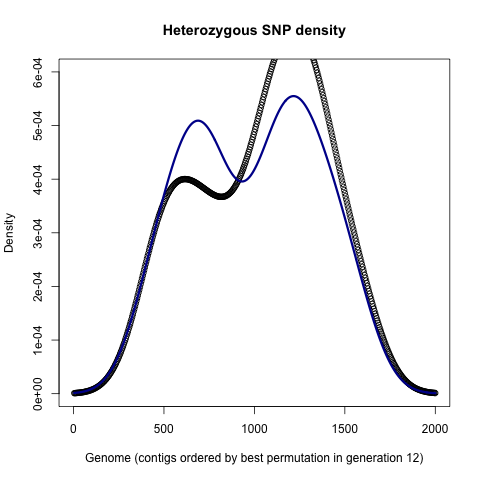 Heterozygous SNP density
6e-04
5e-04
4e-04
3e-04
2e-04
1e-04
0e+00
Density
0 500 1000 1500 2000
Genome (contigs ordered by best permutation in generation 12)